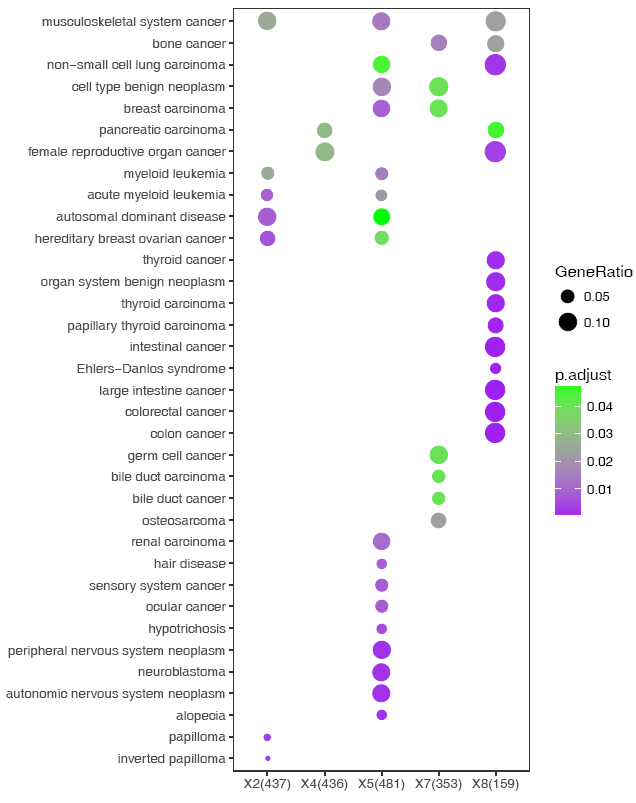 musculoskeletal system cancer
bone cancer
non−small cell lung carcinoma
cell type benign neoplasm
breast carcinoma
pancreatic carcinoma
female reproductive organ cancer
myeloid leukemia
acute myeloid leukemia
autosomal dominant disease
hereditary breast ovarian cancer
thyroid cancer
organ system benign neoplasm
thyroid carcinoma
papillary thyroid carcinoma
intestinal cancer
Ehlers−Danlos syndrome
large intestine cancer
colorectal cancer
colon cancer
germ cell cancer
bile duct carcinoma
bile duct cancer
osteosarcoma
renal carcinoma
hair disease
sensory system cancer
ocular cancer
hypotrichosis
peripheral nervous system neoplasm
neuroblastoma
autonomic nervous system neoplasm
alopecia
papilloma
inverted papilloma
X2(437) X4(436) X5(481) X7(353) X8(159)
GeneRatio
0.05
0.10
p.adjust
0.04
0.03
0.02
0.01